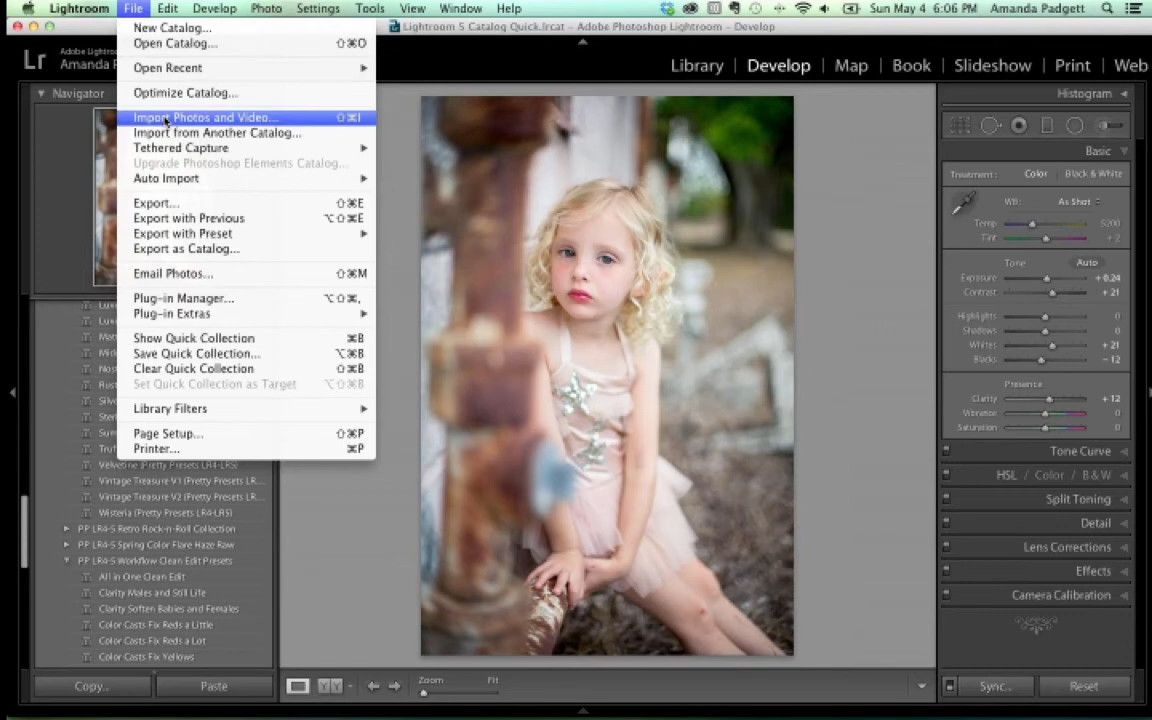 Lightroom File Edit Develop Photo Settings Tools View Window Help Sun May 4 6:06 PM Amanda Padgett
Lightroom 5 Catalog Quick.lrcat – Adobe Photoshop Lightroom – Develop
Lr
Adobe Lightro
Amanda P
Library | Develop | Map | Book | Slideshow | Print | Web
New Catalog...
Open Catalog... ⇧⌘O
Open Recent
Optimize Catalog...
Import Photos and Video... ⇧⌘I
Import from Another Catalog...
Tethered Capture
Upgrade Photoshop Elements Catalog...
Auto Import
Export... ⇧⌘E
Export with Previous ⌥⇧⌘E
Export with Preset
Export as Catalog...
Email Photos... ⇧⌘M
Plug-in Manager... ⌥⇧⌘,
Plug-in Extras
Show Quick Collection ⌘B
Save Quick Collection... ⌥⌘B
Clear Quick Collection ⇧⌘B
Set Quick Collection as Target ⌥⇧⌘B
Library Filters
Page Setup... ⇧⌘P
Printer... ⌘P
Navigator
Velvetine (Pretty Presets LR4-LR5)
Vintage Treasure V1 (Pretty Presets LR...
Vintage Treasure V2 (Pretty Presets LR...
Wisteria (Pretty Presets LR4-LR5)
PP LR4-5 Retro Rock-n-Roll Collection
PP LR4-5 Spring Color Flare Haze Raw
PP LR4-5 Workflow Clean Edit Presets
All in One Clean Edit
Clarity Males and Still Life
Clarity Soften Babies and Females
Color Casts Fix Reds a Little
Color Casts Fix Reds a Lot
Color Casts Fix Yellows
Copy... Paste
Zoom Fit
Histogram
Basic
Treatment: Color Black & White
WB: As Shot
Temp 5200
Tint + 2
Tone Auto
Exposure + 0.24
Contrast + 21
Highlights 0
Shadows 0
Whites + 21
Blacks – 12
Presence
Clarity + 12
Vibrance 0
Saturation 0
Tone Curve
HSL / Color / B & W
Split Toning
Detail
Lens Corrections
Effects
Camera Calibration
Sync... Reset